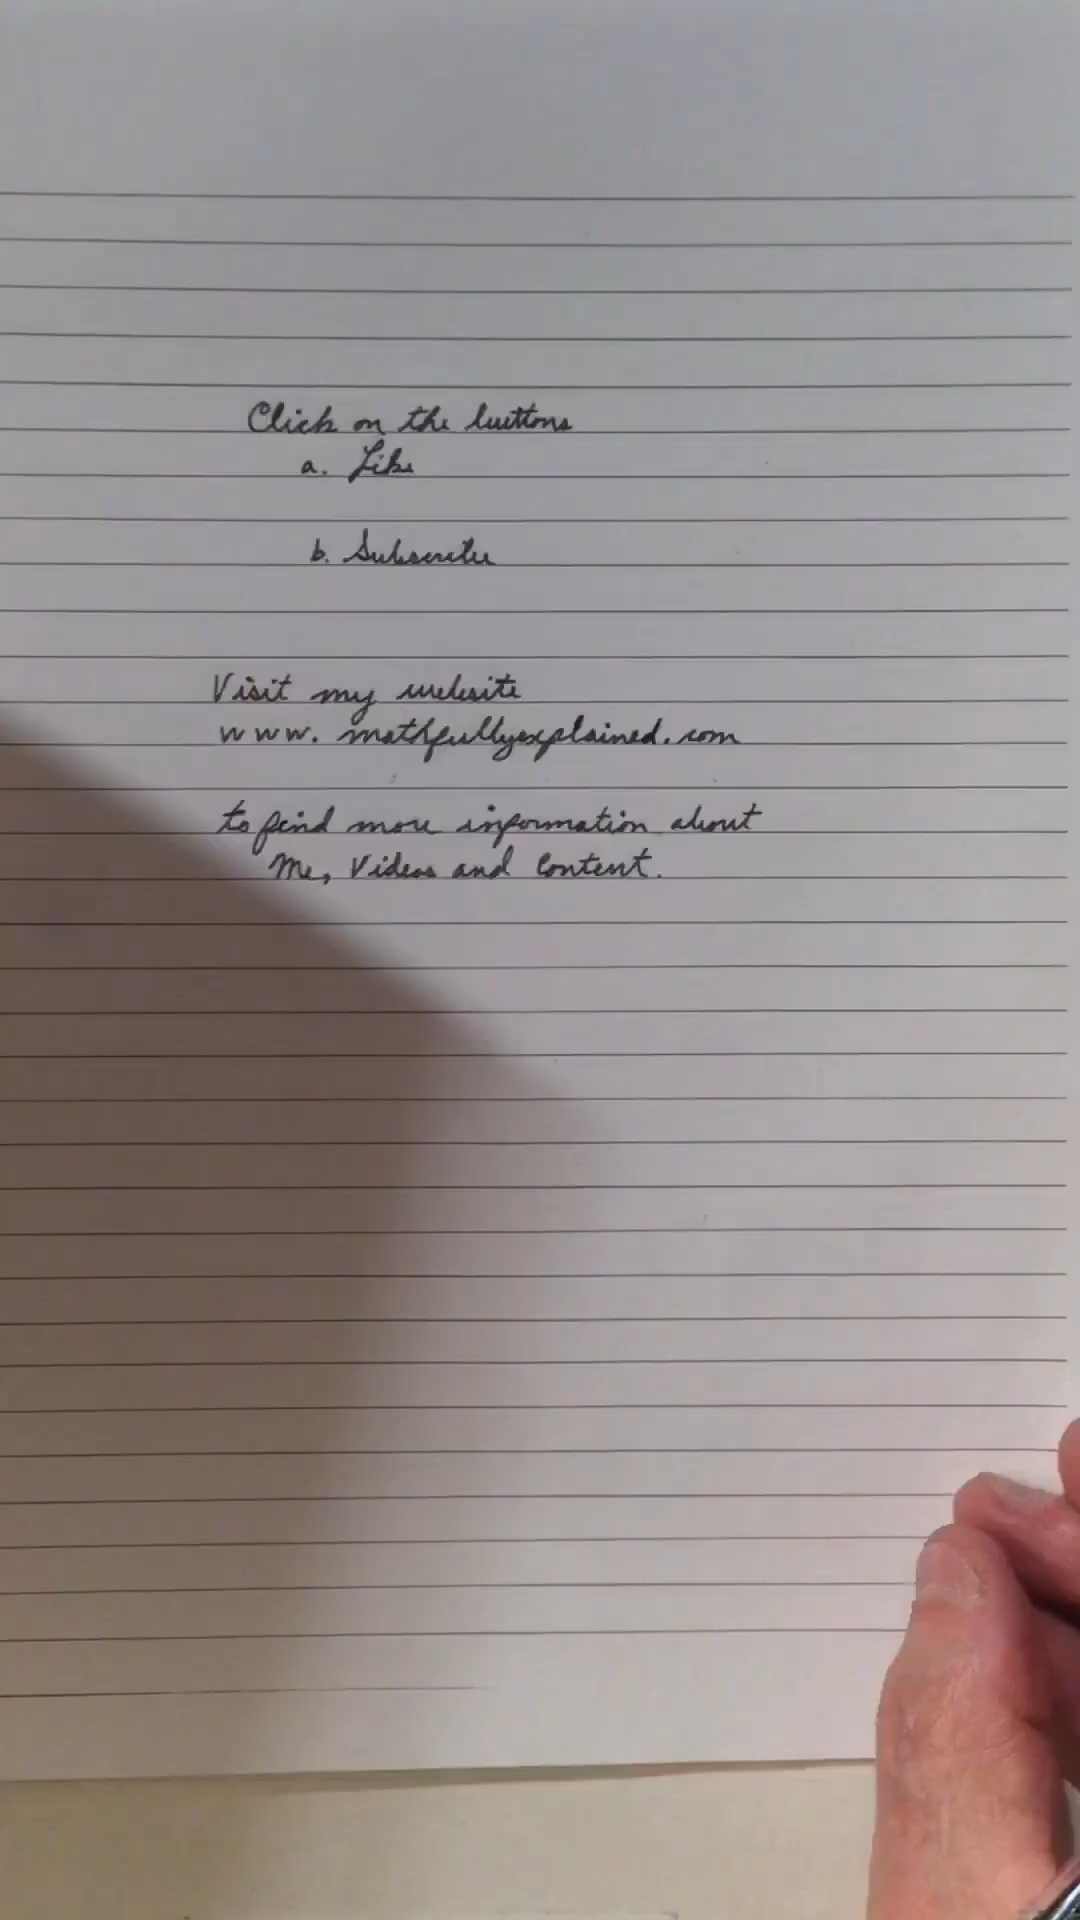 Click on the buttons
a. Like
b. Subscribe
Visit my website
www.mathfullyexplained.com
to find more information about
Me, Videos and Content.